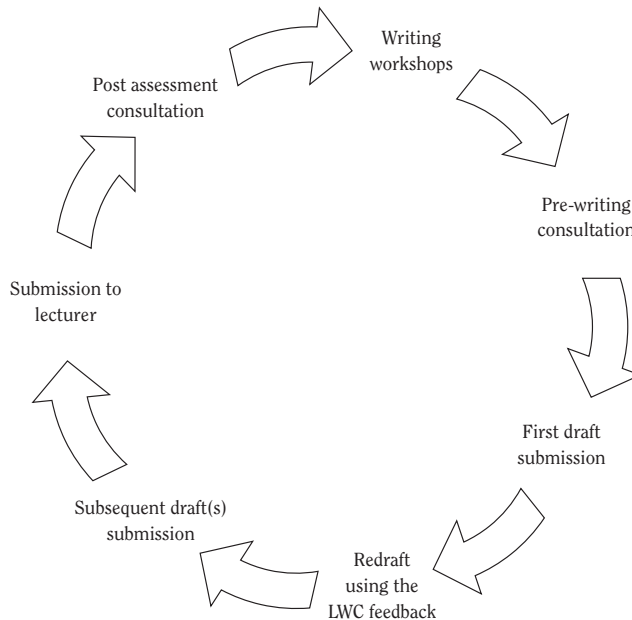 Writing
workshops
Pre-writing
consultation
First draft
submission
Redraft
using the
LWC feedback
Subsequent draft(s)
submission
Submission to
lecturer
Post assessment
consultation